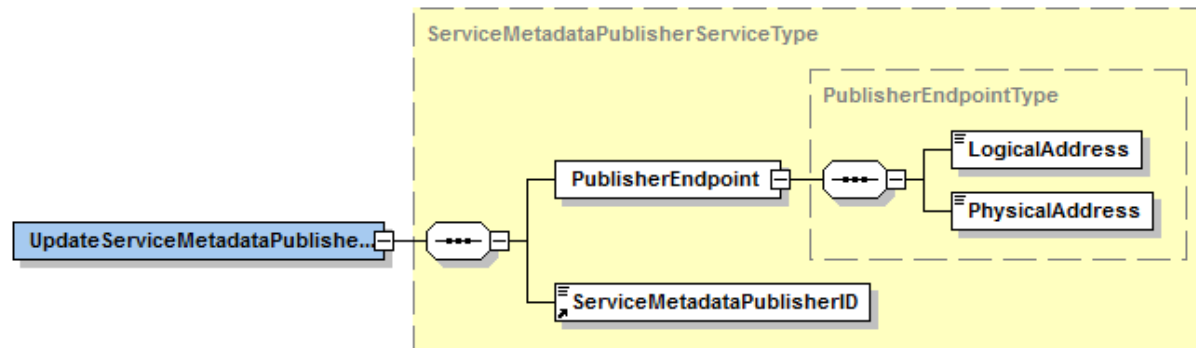 ServiceMetadataPublisherServiceType
PublisherEndpointType
LogicalAddress
PublisherEndpoint
PhysicalAddress
UpdateServiceMetadataPublishe...
ServiceMetadataPublisherID